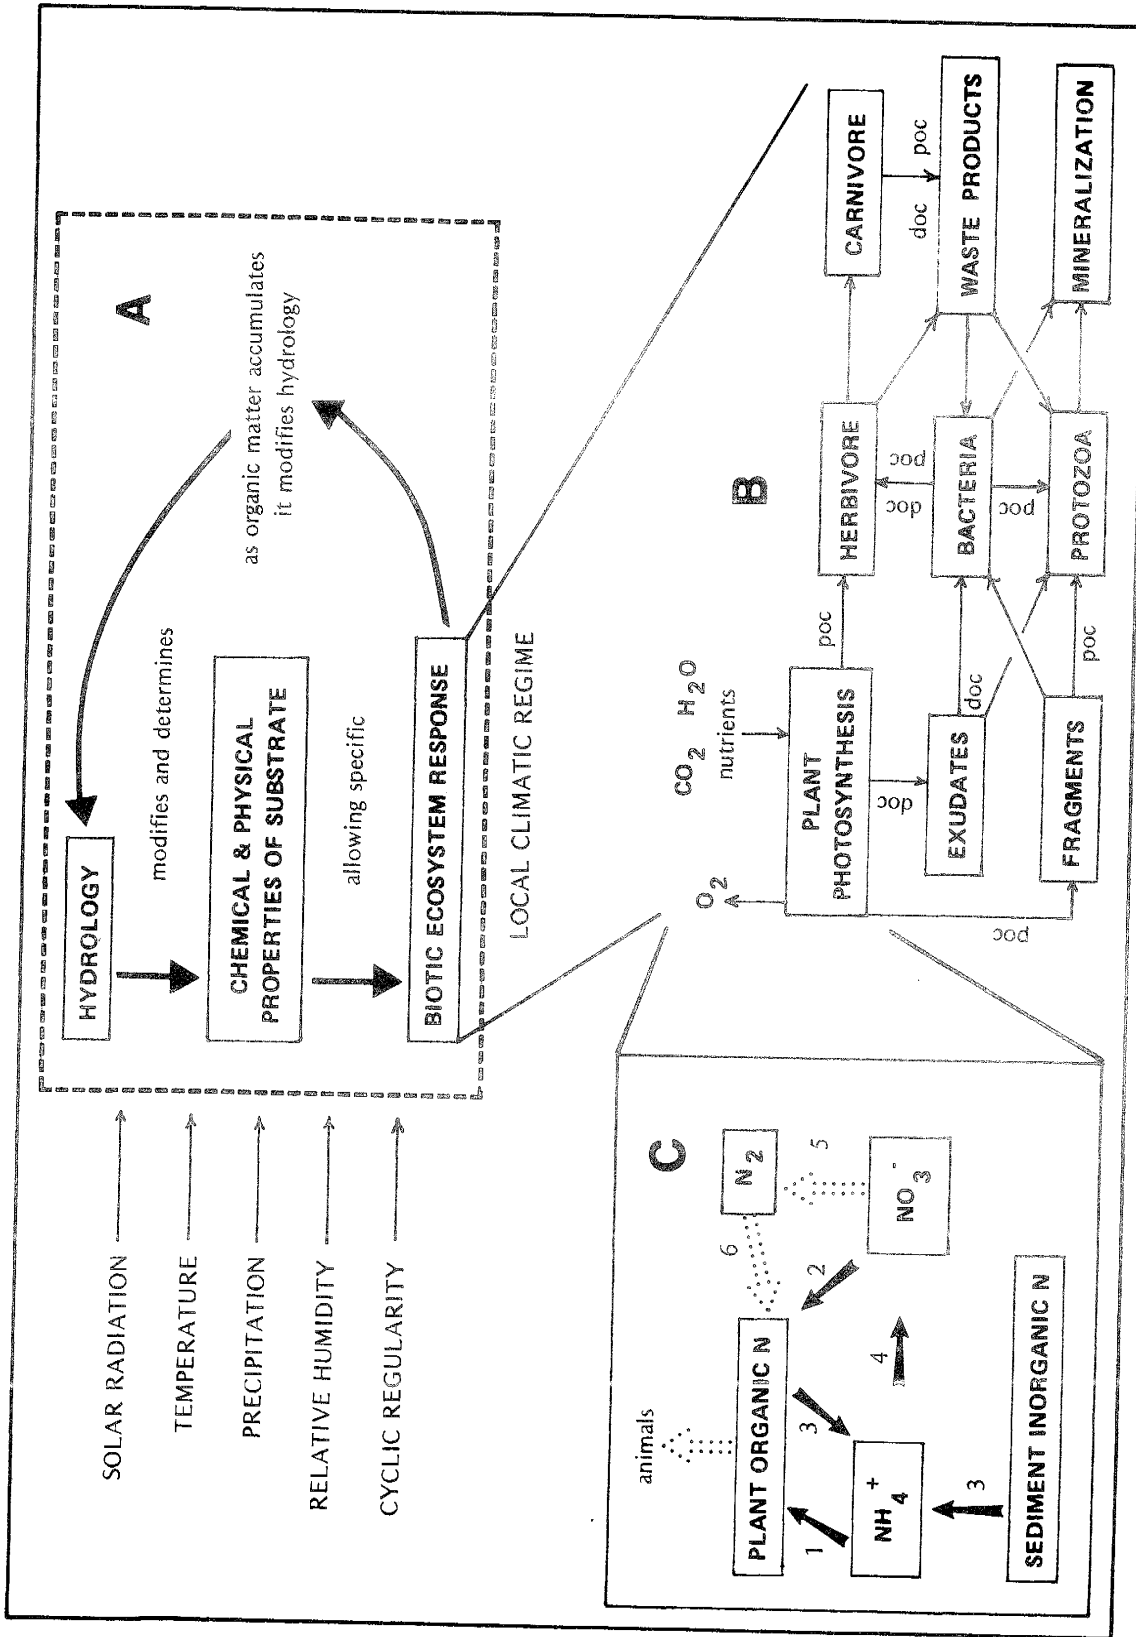 SOLAR RADIATION
TEMPERATURE
PRECIPITATION
RELATIVE HUMIDITY
CYCLIC REGULARITY
A
HYDROLOGY
modifies and determines
CHEMICAL & PHYSICAL
PROPERTIES OF SUBSTRATE
allowing specific
BIOTIC ECOSYSTEM RESPONSE
as organic matter accumulates
it modifies hydrology
LOCAL CLIMATIC REGIME
B
O2
CO2 H2O
nutrients
PLANT
PHOTOSYNTHESIS
poc
HERBIVORE
CARNIVORE
doc
poc
doc
EXUDATES
doc
doc
poc
BACTERIA
poc
WASTE PRODUCTS
poc
FRAGMENTS
poc
PROTOZOA
MINERALIZATION
C
animals
PLANT ORGANIC N
6
N2
5
1
3
2
NH4+
4
NO3-
3
SEDIMENT INORGANIC N